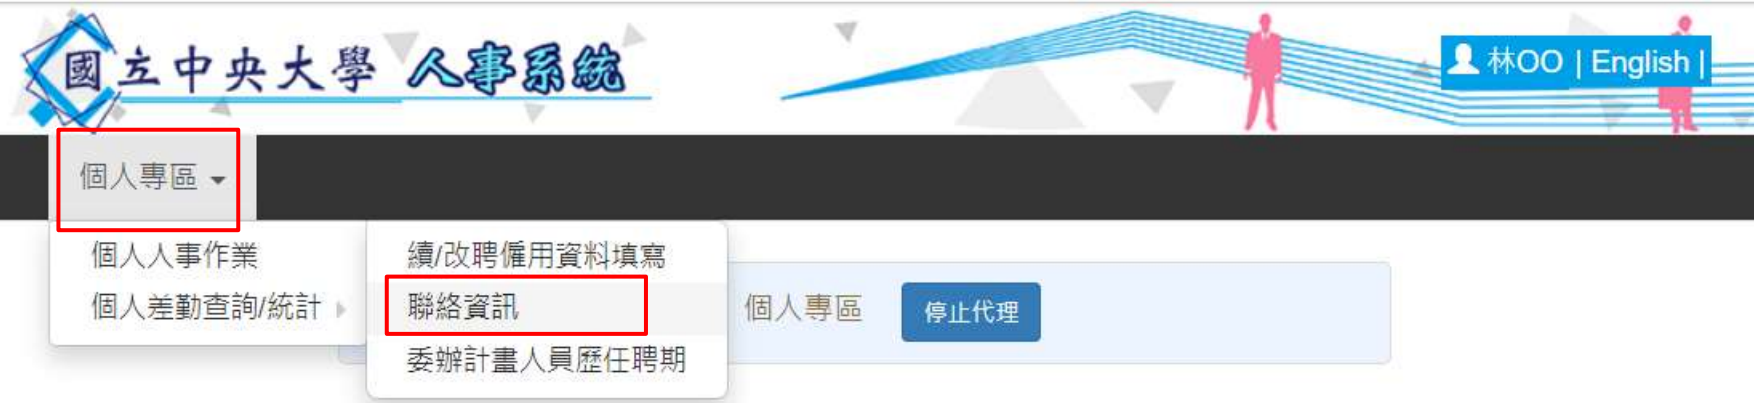 國立中央大學 人事系統
林OO | English |
個人專區
個人人事作業
個人差勤查詢/統計
續/改聘僱用資料填寫
聯絡資訊
委辦計畫人員歷任聘期
個人專區
停止代理